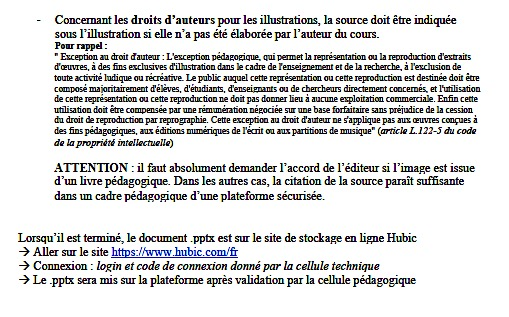 - Concernant les droits d'auteurs pour les illustrations, la source doit être indiquée
sous l'illustration si elle n'a pas été élaborée par l'auteur du cours.
Pour rappel :
" Exception au droit d'auteur : L'exception pédagogique, qui permet la représentation ou la reproduction d'extraits
d'œuvres, à des fins exclusives d'illustration dans le cadre de l'enseignement et de la recherche, à l'exclusion de
toute activité ludique ou récréative. Le public auquel cette représentation ou cette reproduction est destinée doit être
composé majoritairement d'élèves, d'étudiants, d'enseignants ou de chercheurs directement concernés, et l'utilisation
de cette représentation ou cette reproduction ne doit pas donner lieu à aucune exploitation commerciale. Enfin cette
utilisation doit être compensée par une rémunération négociée sur une base forfaitaire sans préjudice de la cession
du droit de reproduction par reprographie. Cette exception au droit d'auteur ne s'applique pas aux œuvres conçues à
des fins pédagogiques, aux éditions numériques de l'écrit ou aux partitions de musique" (article L.122-5 du code
de la propriété intellectuelle)
ATTENTION : il faut absolument demander l'accord de l'éditeur si l'image est issue
d'un livre pédagogique. Dans les autres cas, la citation de la source paraît suffisante
dans un cadre pédagogique d'une plateforme sécurisée.
Lorsqu'il est terminé, le document .pptx est sur le site de stockage en ligne Hubic
→ Aller sur le site https://www.hubic.com/fr
→ Connexion : login et code de connexion donné par la cellule technique
→ Le .pptx sera mis sur la plateforme après validation par la cellule pédagogique